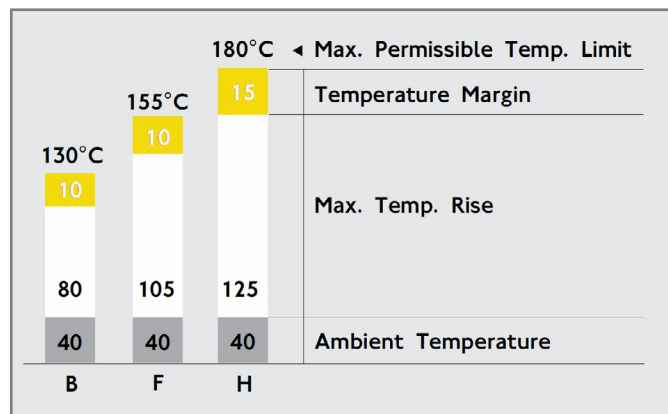 180°C ◄ Max. Permissible Temp. Limit
15 Temperature Margin
155°C
10
130°C
10
Max. Temp. Rise
80 105 125
40 40 40 Ambient Temperature
B F H